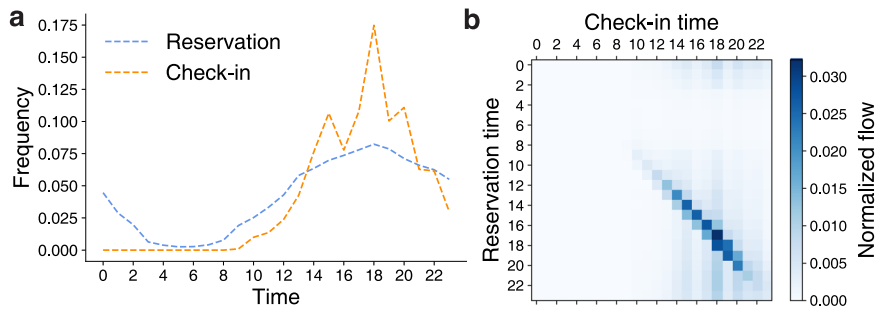 a
Frequency
0.175
0.150
0.125
0.100
0.075
0.050
0.025
0.000
Reservation
Check-in
0 2 4 6 8 10 12 14 16 18 20 22
Time
b
Check-in time
0 2 4 6 8 10 12 14 16 18 20 22
Reservation time
0
2
4
6
8
10
12
14
16
18
20
22
0.030
0.025
0.020
0.015
0.010
0.005
0.000
Normalized flow